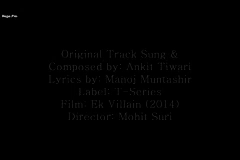 Original Track Song &
Composed by: Ankit Tiwari
Lyrics by: Manoj Muntashir
Label: T-Series
Film: Ek Villain (2014)
Director: Mohit Suri